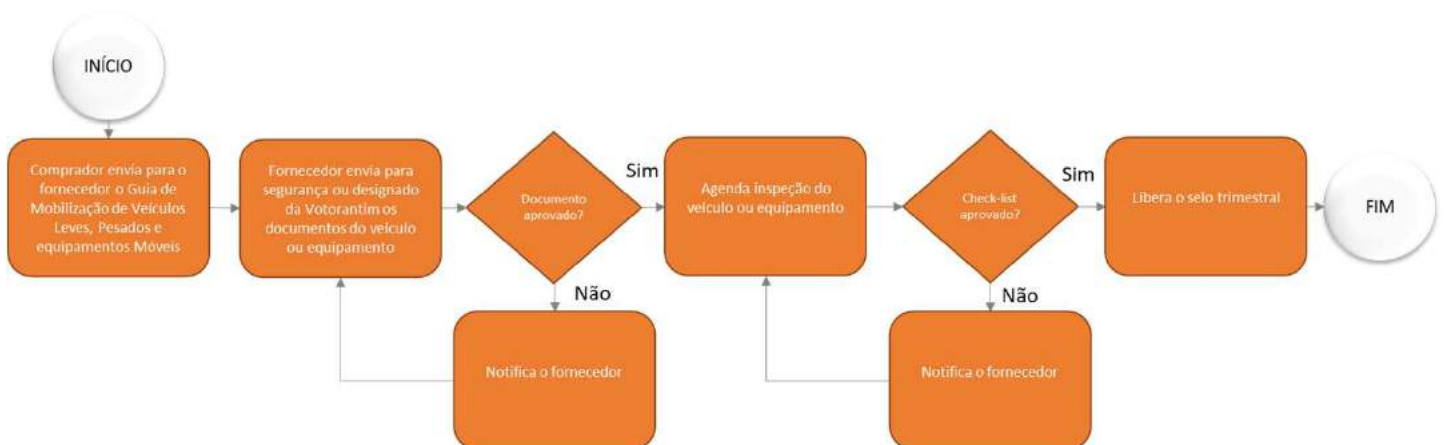 INÍCIO
Comprador envia para o
fornecedor o Guia de
Mobilização de Veículos
Leves, Pesados e
equipamentos Móveis
Fornecedor envia para
segurança ou designado
da Votorantim os
documentos do veículo
ou equipamento
Documento
aprovado?
Sim
Não
Notifica o fornecedor
Agenda inspeção do
veículo ou equipamento
Check-list
aprovado?
Sim
Não
Notifica o fornecedor
Libera o selo trimestral
FIM